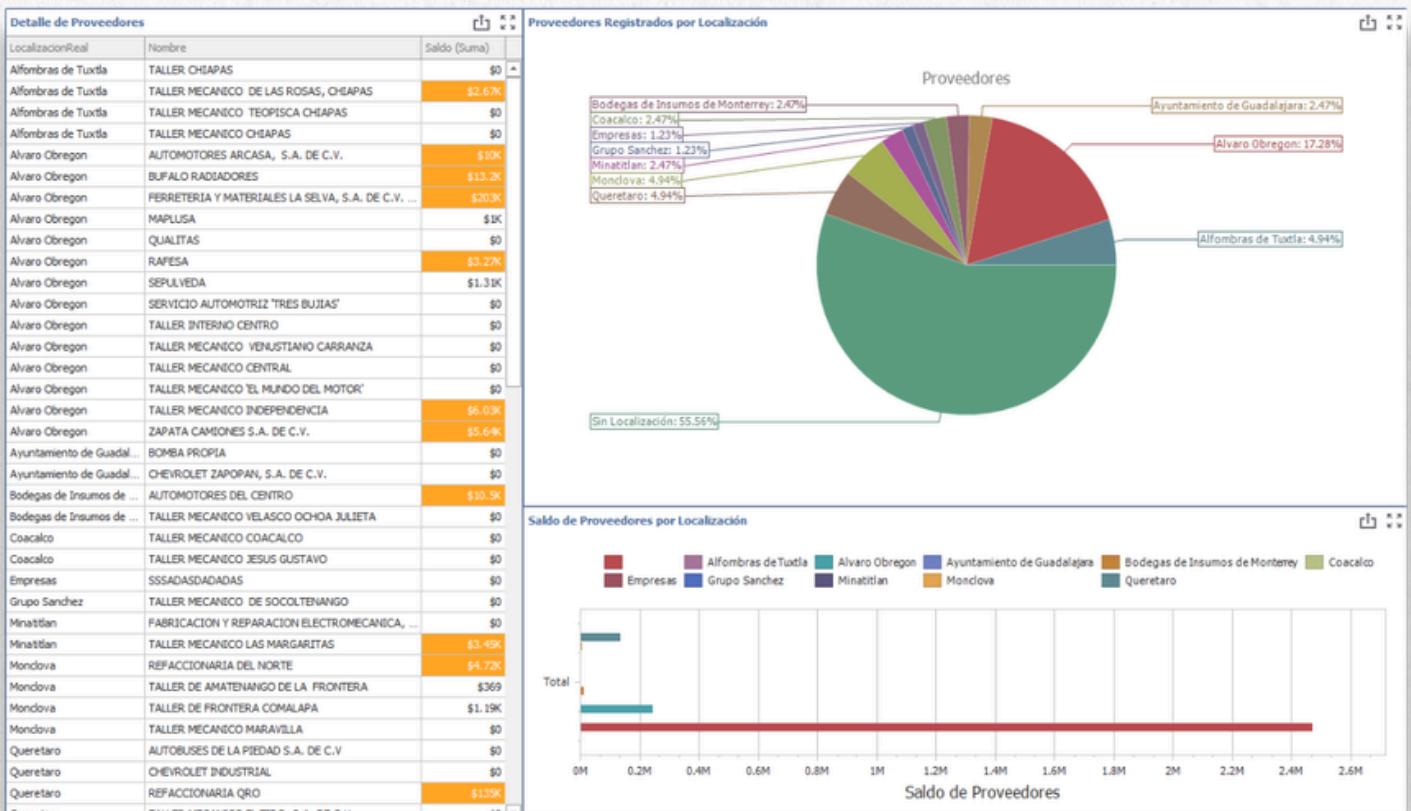 Detalle de Proveedores
LocalizacionReal Nombre Saldo (Suma)
Alfombras de Tuxtla TALLER CHIAPAS $0
Alfombras de Tuxtla TALLER MECANICO DE LAS ROSAS, CHIAPAS $2.67K
Alfombras de Tuxtla TALLER MECANICO TEOPISCA CHIAPAS $0
Alfombras de Tuxtla TALLER MECANICO CHIAPAS $0
Alvaro Obregon AUTOMOTORES ARCASA, S.A. DE C.V. $10K
Alvaro Obregon BUFALO RADIADORES $13.2K
Alvaro Obregon FERRETERIA Y MATERIALES LA SELVA, S.A. DE C.V. ... $203K
Alvaro Obregon MAPLUSA $1K
Alvaro Obregon QUALITAS $0
Alvaro Obregon RAFESA $3.27K
Alvaro Obregon SEPULVEDA $1.31K
Alvaro Obregon SERVICIO AUTOMOTRIZ 'TRES BUJIAS' $0
Alvaro Obregon TALLER INTERNO CENTRO $0
Alvaro Obregon TALLER MECANICO VENUSTIANO CARRANZA $0
Alvaro Obregon TALLER MECANICO CENTRAL $0
Alvaro Obregon TALLER MECANICO 'EL MUNDO DEL MOTOR' $0
Alvaro Obregon TALLER MECANICO INDEPENDENCIA $6.03K
Alvaro Obregon ZAPATA CAMIONES S.A. DE C.V. $5.64K
Ayuntamiento de Guadal... BOMBA PROPIA $0
Ayuntamiento de Guadal... CHEVROLET ZAPOPAN, S.A. DE C.V. $0
Bodegas de Insumos de ... AUTOMOTORES DEL CENTRO $10.5K
Bodegas de Insumos de ... TALLER MECANICO VELASCO OCHOA JULIETA $0
Coacalco TALLER MECANICO COACALCO $0
Coacalco TALLER MECANICO JESUS GUSTAVO $0
Empresas SSSADASDADADAS $0
Grupo Sanchez TALLER MECANICO DE SOCOLTENANGO $0
Minatitlan FABRICACION Y REPARACION ELECTROMECANICA, ... $0
Minatitlan TALLER MECANICO LAS MARGARITAS $3.45K
Monclova REFACCIONARIA DEL NORTE $4.72K
Monclova TALLER DE AMATENANGO DE LA FRONTERA $369
Monclova TALLER DE FRONTERA COMALAPA $1.19K
Monclova TALLER MECANICO MARAVILLA $0
Queretaro AUTOBUSES DE LA PIEDAD S.A. DE C.V $0
Queretaro CHEVROLET INDUSTRIAL $0
Queretaro REFACCIONARIA QRO $135K
Proveedores Registrados por Localización
Proveedores
Bodegas de Insumos de Monterrey: 2.47%
Coacalco: 2.47%
Empresas: 1.23%
Grupo Sanchez: 1.23%
Minatitlan: 2.47%
Monclova: 4.94%
Queretaro: 4.94%
Ayuntamiento de Guadalajara: 2.47%
Alvaro Obregon: 17.28%
Alfombras de Tuxtla: 4.94%
Sin Localización: 55.56%
Saldo de Proveedores por Localización
Alfombras de Tuxtla Alvaro Obregon Ayuntamiento de Guadalajara Bodegas de Insumos de Monterrey Coacalco
Empresas Grupo Sanchez Minatitlan Monclova Queretaro
Total
0M 0.2M 0.4M 0.6M 0.8M 1M 1.2M 1.4M 1.6M 1.8M 2M 2.2M 2.4M 2.6M
Saldo de Proveedores